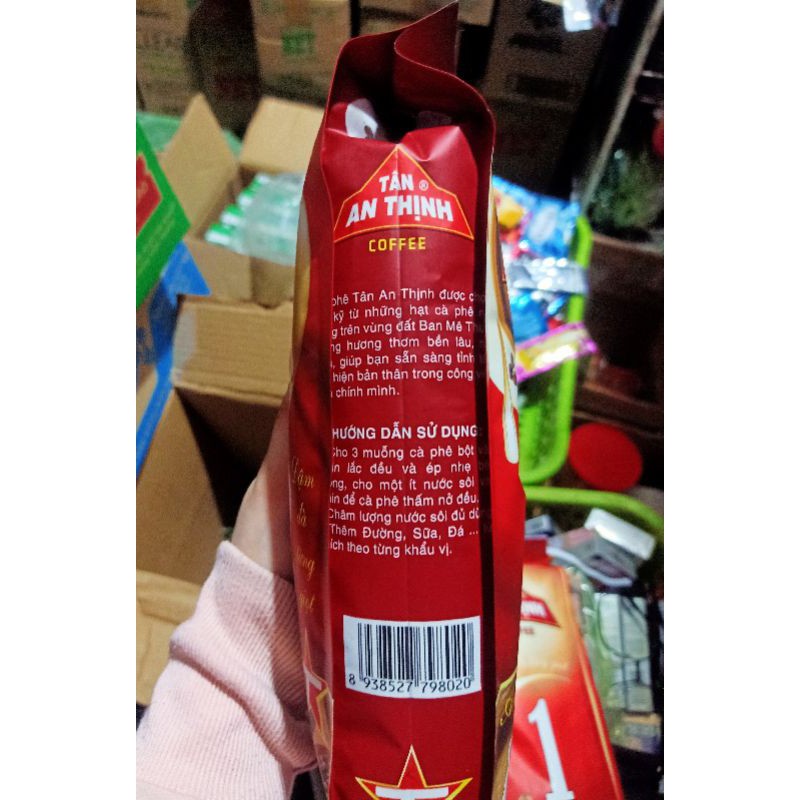 TÂN ®
AN THỊNH
COFFEE
phê Tân An Thịnh được
kỹ từ những hạt cà phê
trên vùng đất Ban Mê
hương thơm bền lâu,
giúp bạn sẵn sàng tỉnh
hiện bản thân trong công
chính mình.
HƯỚNG DẪN SỬ DỤNG:
Cho 3 muỗng cà phê bột
lắc đều và ép nhẹ
cho một ít nước sôi
để cà phê thấm nở đều.
Châm lượng nước sôi đủ
Thêm Đường, Sữa, Đá ...
theo từng khẩu vị.
Đậm
đà
8 938527 798020
1